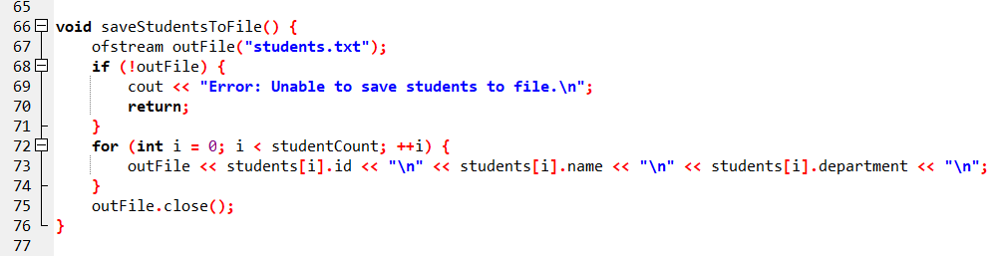 65
66 void saveStudentsToFile() {
67     ofstream outFile("students.txt");
68     if (!outFile) {
69         cout << "Error: Unable to save students to file.\n";
70         return;
71     }
72     for (int i = 0; i < studentCount; ++i) {
73         outFile << students[i].id << "\n" << students[i].name << "\n" << students[i].department << "\n";
74     }
75     outFile.close();
76 }
77